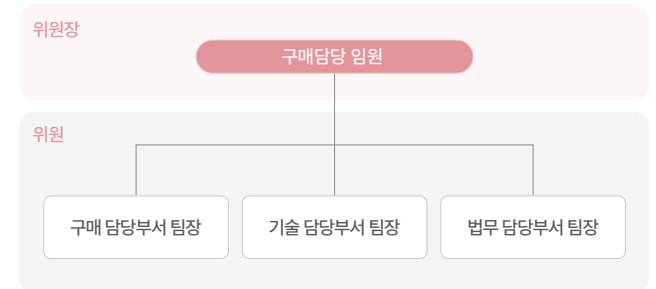 위원장
구매담당 임원
위원
구매 담당부서 팀장
기술 담당부서 팀장
법무 담당부서 팀장